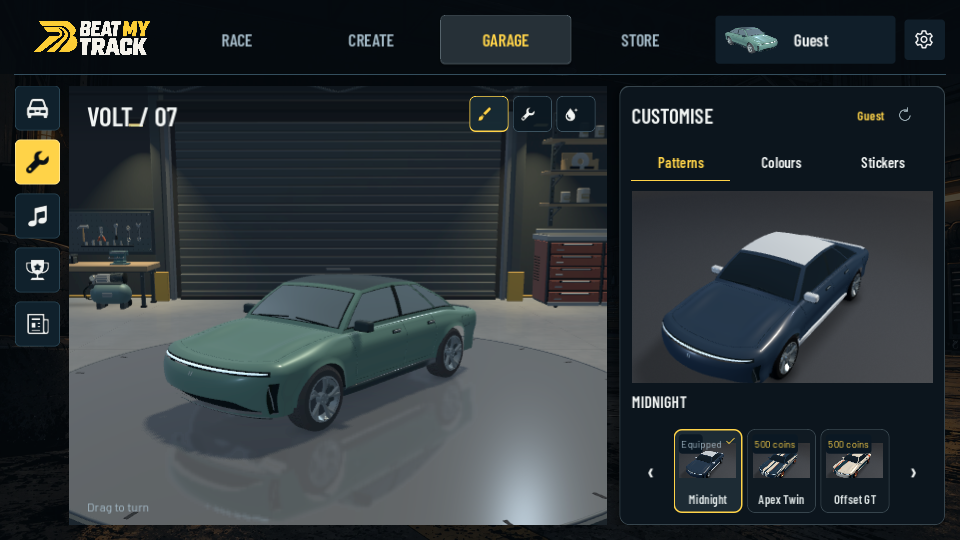 BEAT MY
TRACK
RACE
CREATE
GARAGE
STORE
Guest
VOLT_/ 07
CUSTOMISE
Guest
Patterns
Colours
Stickers
MIDNIGHT
Equipped
500 coins
500 coins
Midnight
Apex Twin
Offset GT
Drag to turn